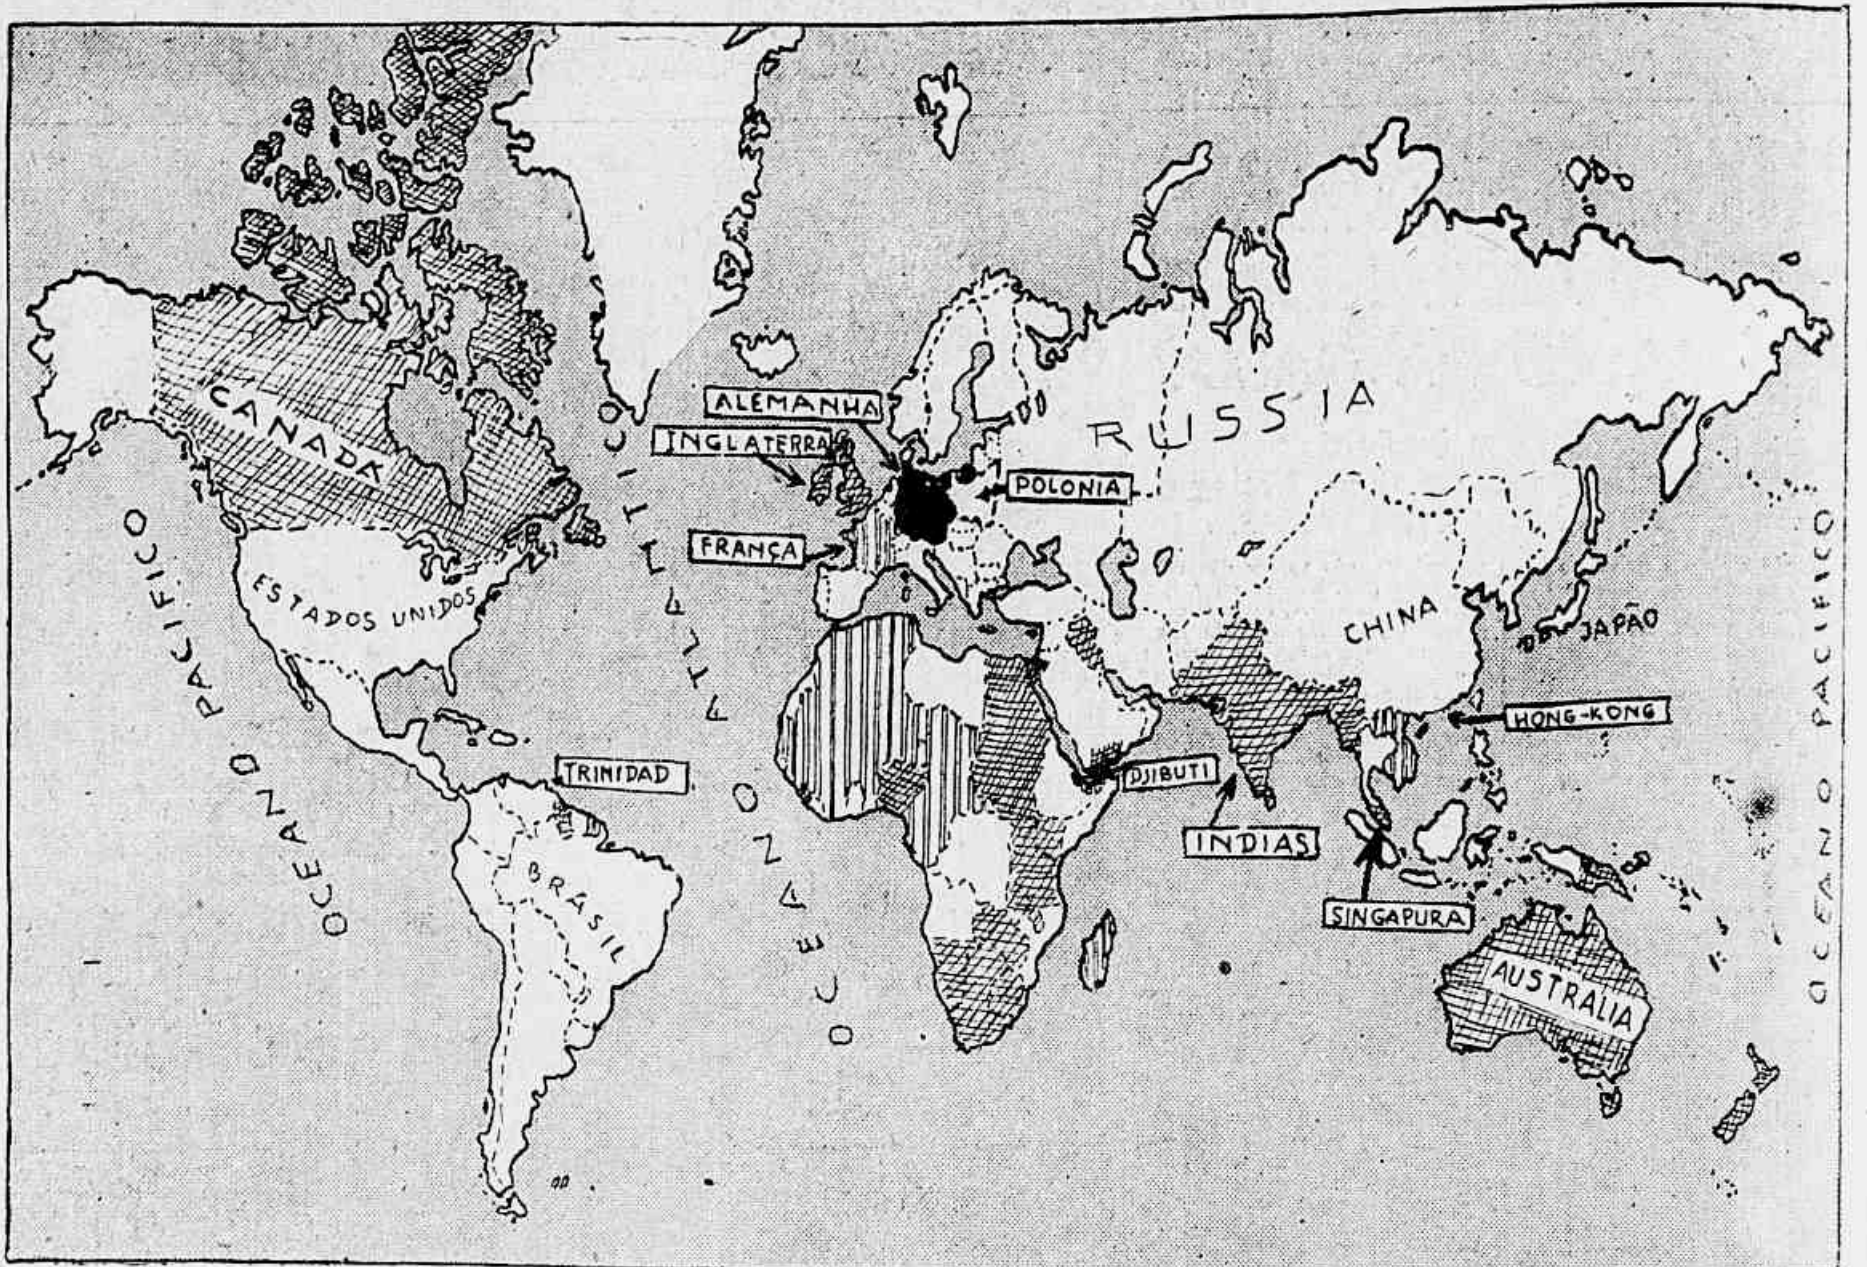 CANADÁ
ALEMANHA
INGLATERRA
RUSSIA
POLONIA
FRANÇA
ESTADOS UNIDOS
CHINA
JAPÃO
HONG-KONG
TRINIDAD
DJIBUTI
INDIAS
SINGAPURA
BRASIL
AUSTRALIA
OCEANO PACIFICO
OCEANO ATLANTICO
OCEANO PACIFICO